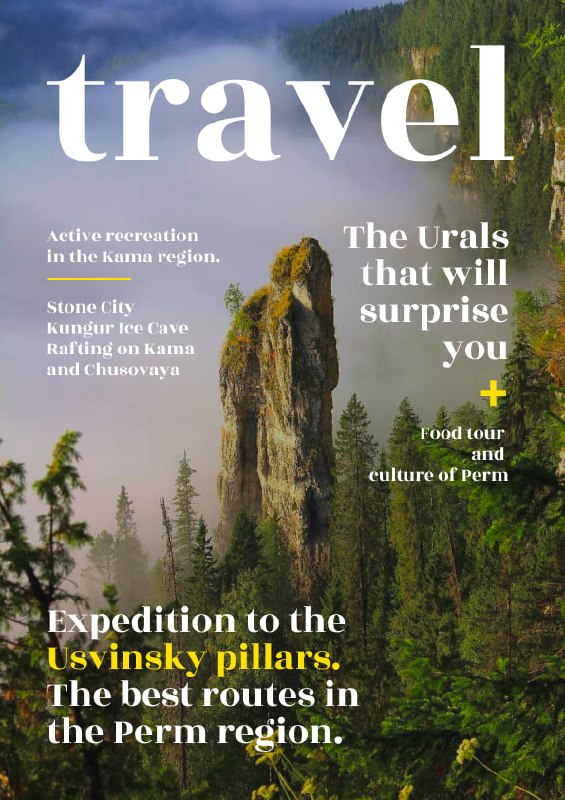 travel
Active recreation
in the Kama region.
Stone City
Kungur Ice Cave
Rafting on Kama
and Chusovaya
The Urals
that will
surprise
you
+
Food tour
and
culture of Perm
Expedition to the
Usvinsky pillars.
The best routes in
the Perm region.